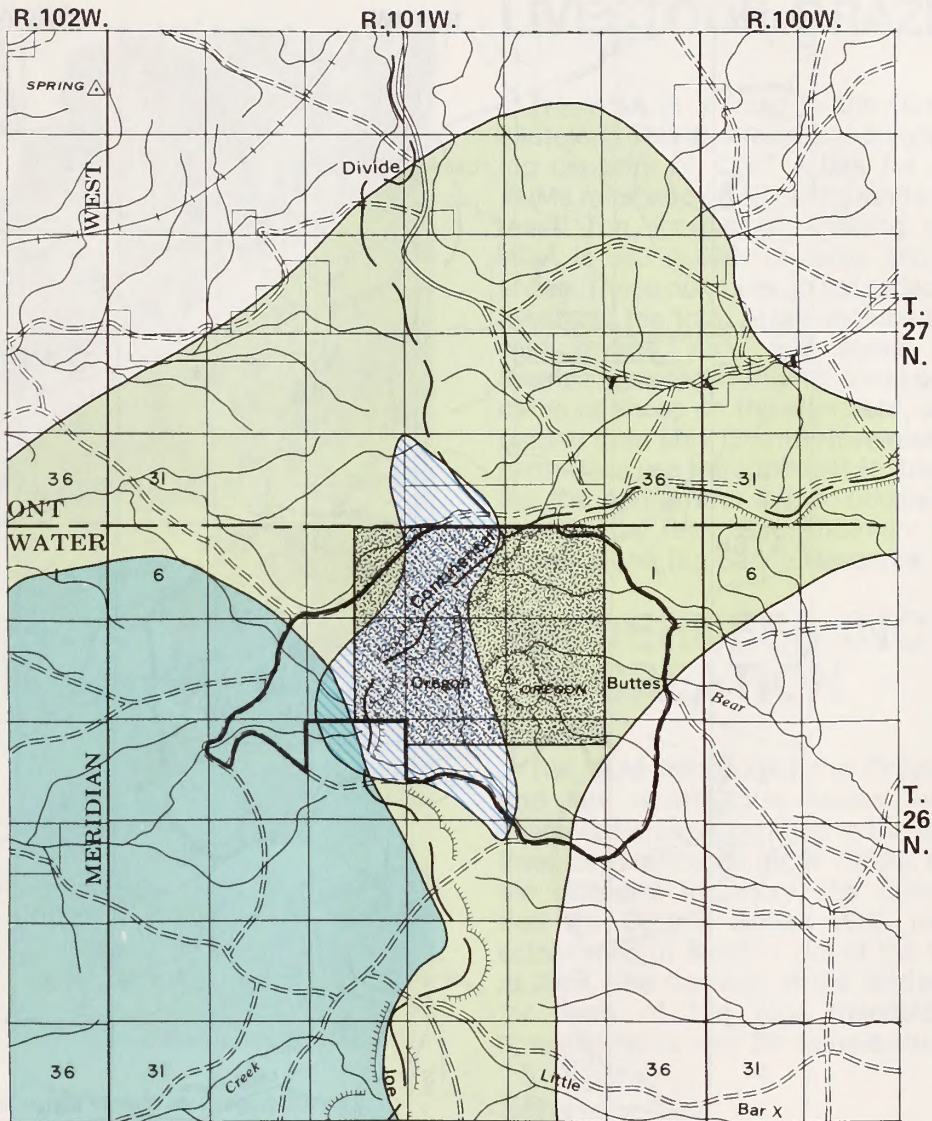 R.102W. R.101W. R.100W.
SPRING
WEST
Divide
T.
27
N.
36 31 36 31
ONT
WATER
1 6 1 6
Continental
Oregon OREGON Buttes
Bear
MERIDIAN
T.
26
N.
36 31 36 31
Creek
Joe
Little
Bar X